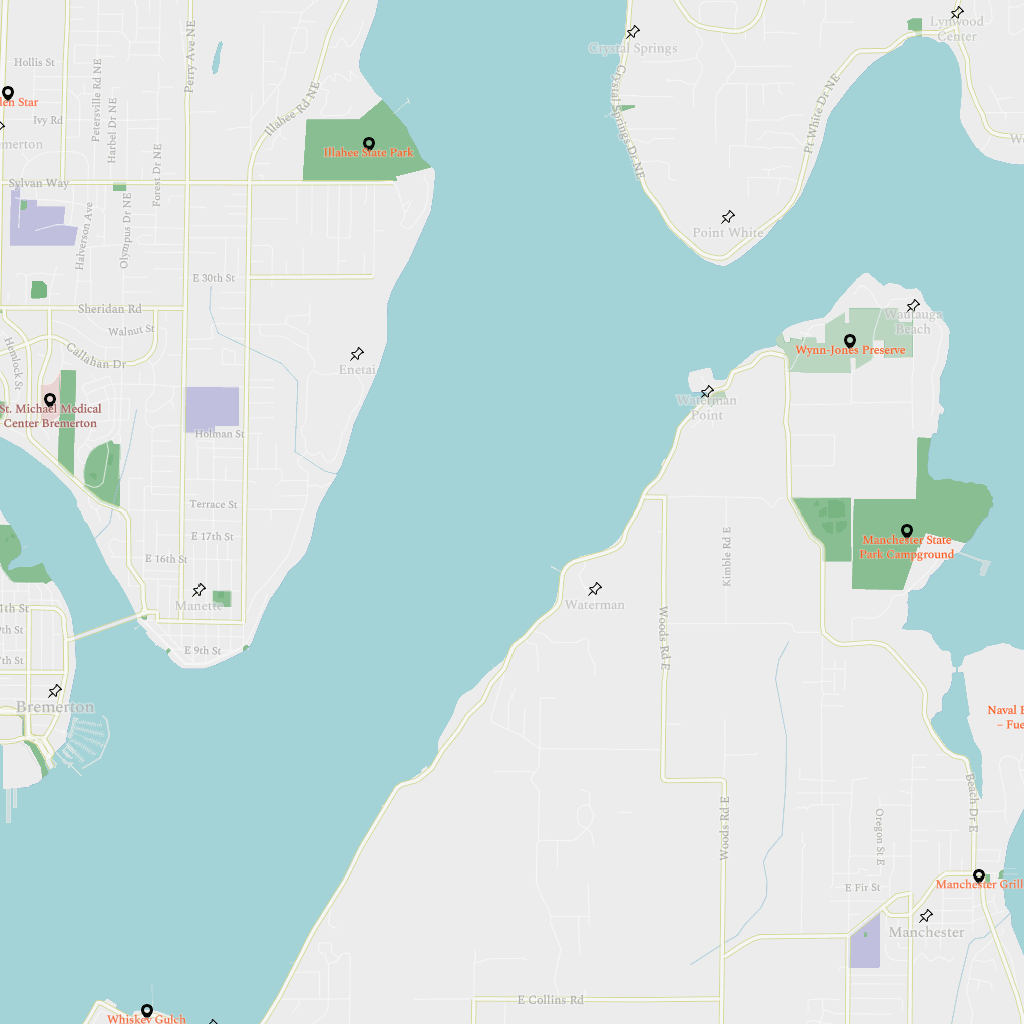 Hollis St
Perry Ave NE
Petersville Rd NE
Harbel Dr NE
Ivy Rd
Forest Dr NE
Illahee Rd NE
Illahee State Park
Sylvan Way
Halverson Ave
Olympus Dr NE
Crystal Springs
Crystal Springs Dr NE
Pt White Dr NE
Lynwood
Center
Point White
E 30th St
Sheridan Rd
Walnut St
Callahan Dr
Hemlock St
Enetai
St. Michael Medical
Center Bremerton
Holman St
Terrace St
E 17th St
E 16th St
Manette
E 9th St
Bremerton
Wautauga
Beach
Wynn-Jones Preserve
Waterman
Point
Manchester State
Park Campground
Kimble Rd E
Waterman
Woods Rd E
Woods Rd E
Beach Dr E
Oregon St E
E Fir St
Manchester Grill
Manchester
E Collins Rd
Whiskey Gulch